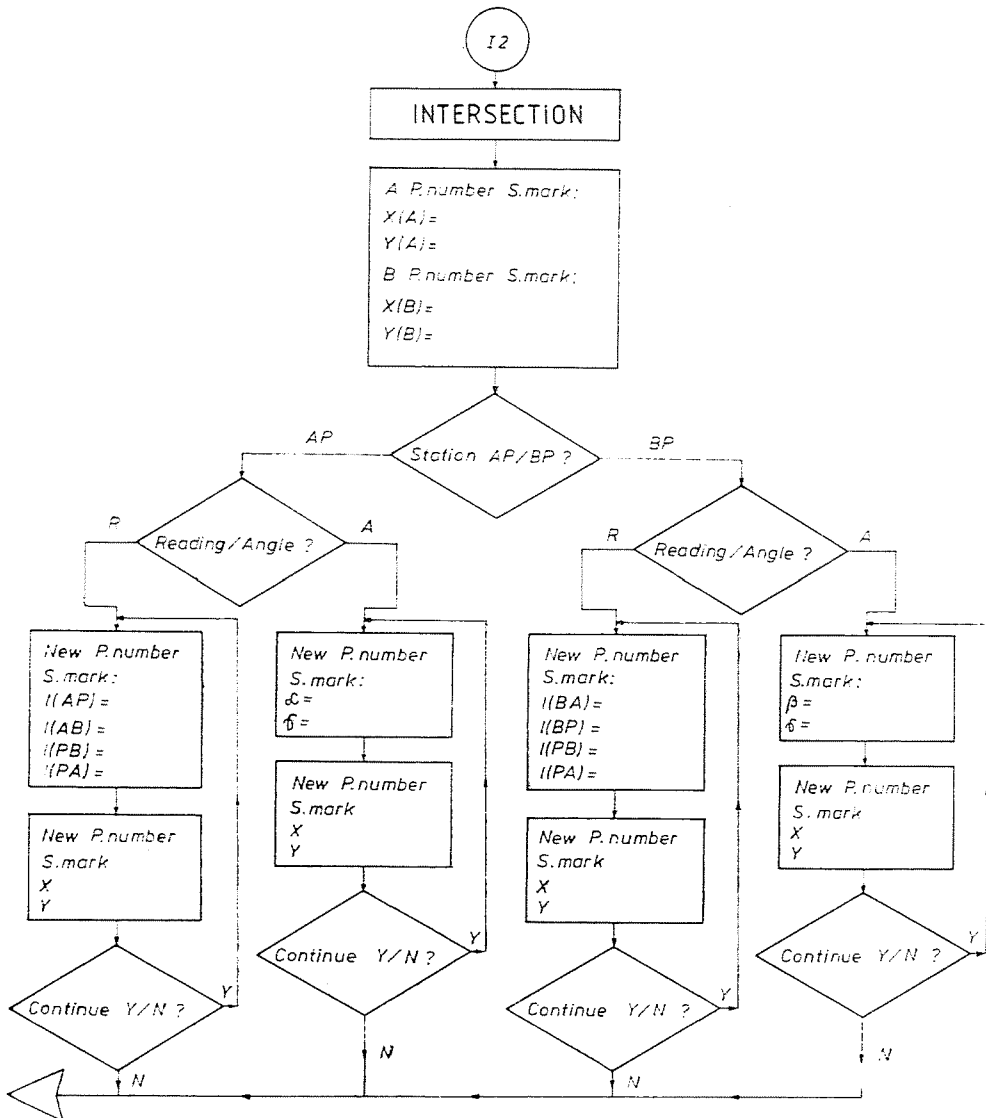 I2
INTERSECTION
A P.number S.mark:
X(A)=
Y(A)=
B P.number S.mark:
X(B)=
Y(B)=
Station AP/BP ?
AP
BP
Reading/Angle ?
R
A
Reading/Angle ?
R
A
New P.number
S.mark:
l(AP)=
l(AB)=
l(PB)=
l(PA)=
New P.number
S.mark
X
Y
Continue Y/N ?
Y
N
New P.number
S.mark:
α=
δ=
New P.number
S.mark
X
Y
Continue Y/N ?
Y
N
New P.number
S.mark:
l(BA)=
l(BP)=
l(PB)=
l(PA)=
New P.number
S.mark
X
Y
Continue Y/N ?
Y
N
New P.number
S.mark:
β=
δ=
New P.number
S.mark
X
Y
Continue Y/N ?
Y
N